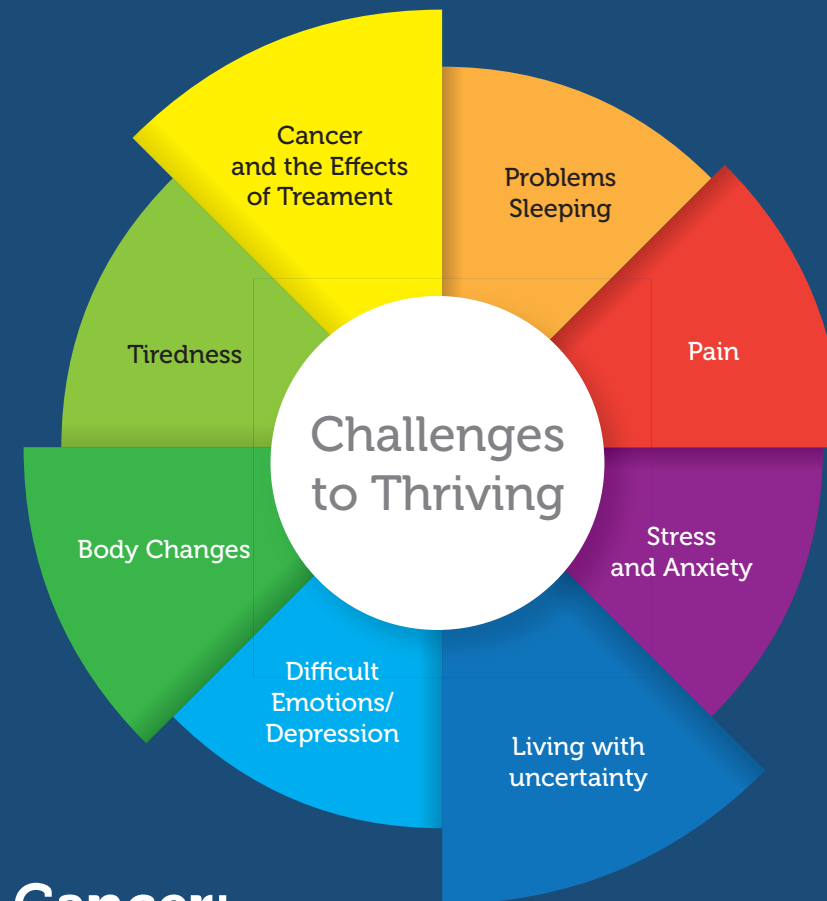 Cancer
and the Effects
of Treament
Problems
Sleeping
Pain
Stress
and Anxiety
Living with
uncertainty
Difficult
Emotions/
Depression
Body Changes
Tiredness
Challenges
to Thriving
Cancer: